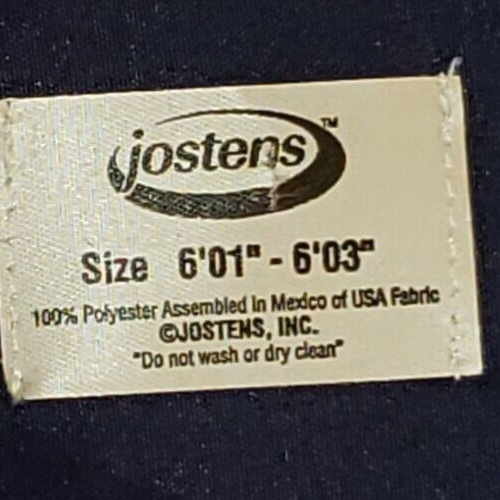 jostens™
Size 6'01" - 6'03"
100% Polyester Assembled in Mexico of USA Fabric
©JOSTENS, INC.
"Do not wash or dry clean"